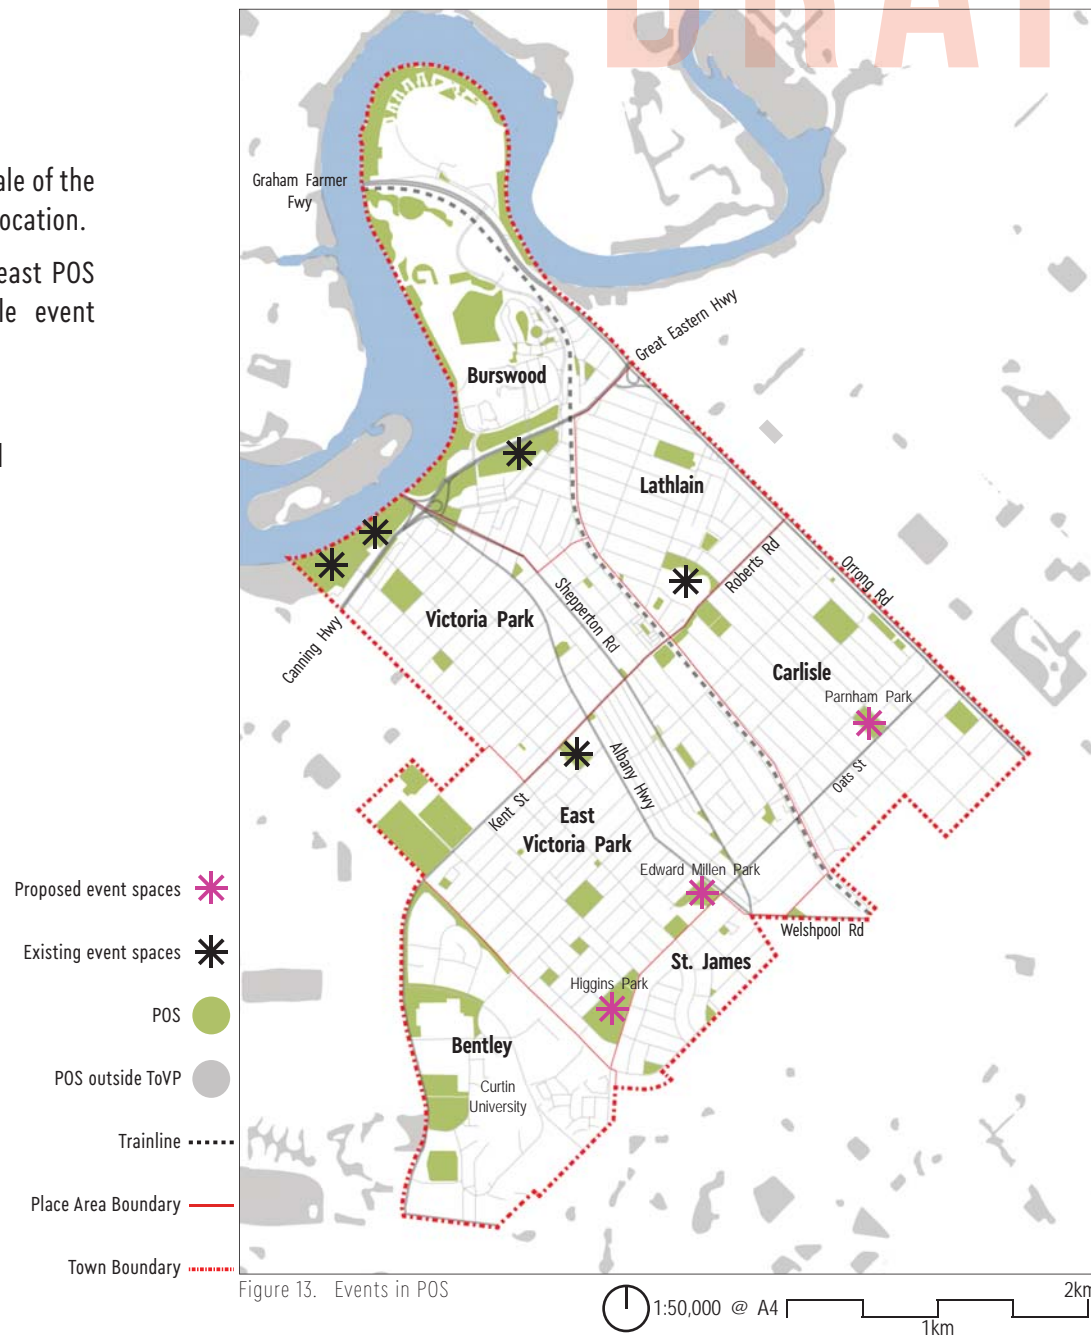 DRA
ale of the
ocation.
east POS
le event
Graham Farmer
Fwy
Great Eastern Hwy
Burswood
Lathlain
Roberts Rd
Orrong Rd
Shepperton Rd
Victoria Park
Canning Hwy
Carlisle
Parnham Park
Oats St
Albany Hwy
Kent St
East
Victoria Park
Edward Millen Park
Welshpool Rd
St. James
Higgins Park
Bentley
Curtin
University
Proposed event spaces
Existing event spaces
POS
POS outside ToVP
Trainline
Place Area Boundary
Town Boundary
Figure 13. Events in POS
1:50,000 @ A4
1km
2km